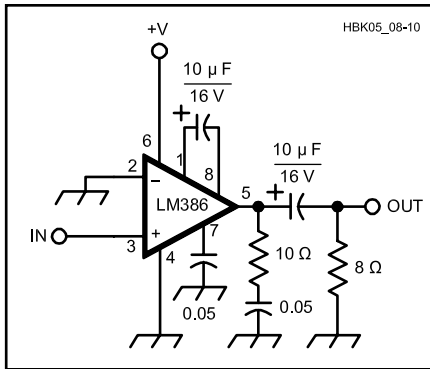 HBK05_08-10
+V
10 µF
16 V
+
6
1
8
2
−
LM386
5
10 µF
16 V
+
OUT
IN
3
+
4
7
0.05
10 Ω
0.05
8 Ω